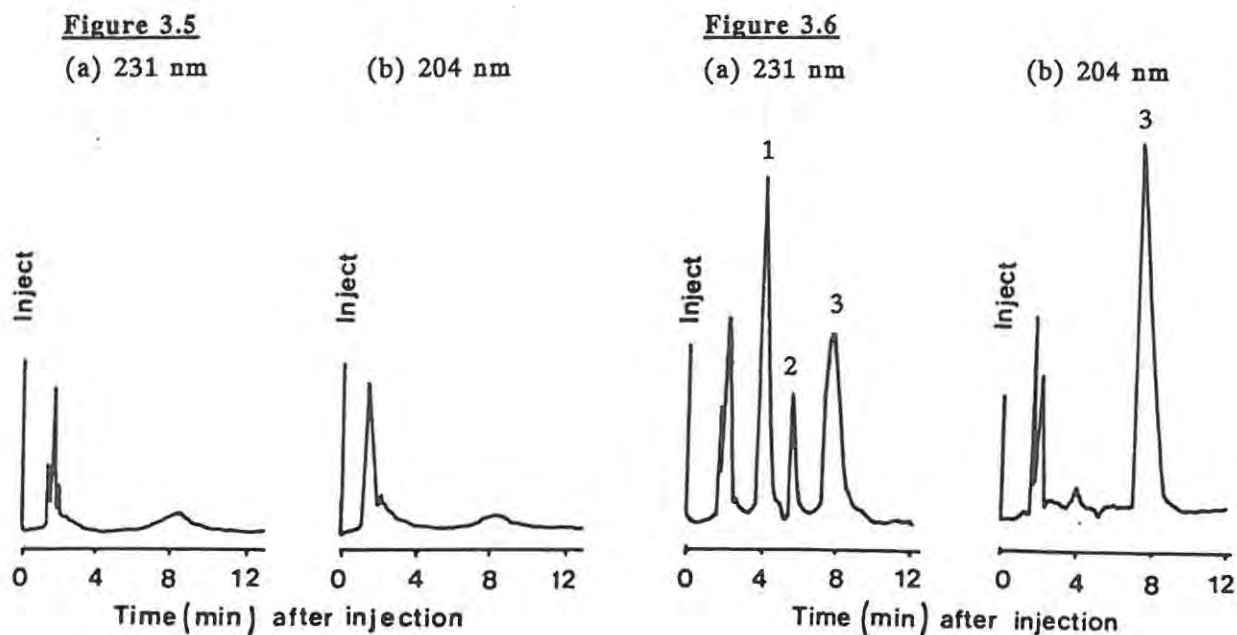 Figure 3.5
(a) 231 nm
(b) 204 nm
Inject
Inject
0 4 8 12
0 4 8 12
Time (min) after injection
Figure 3.6
(a) 231 nm
(b) 204 nm
Inject
1
2
3
Inject
3
0 4 8 12
0 4 8 12
Time (min) after injection